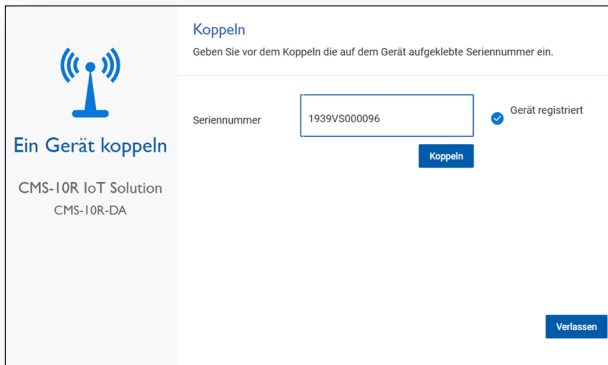 Koppeln
Geben Sie vor dem Koppeln die auf dem Gerät aufgeklebte Seriennummer ein.
Ein Gerät koppeln
CMS-10R IoT Solution
CMS-10R-DA
Seriennummer
1939VS000096
Gerät registriert
Koppeln
Verlassen